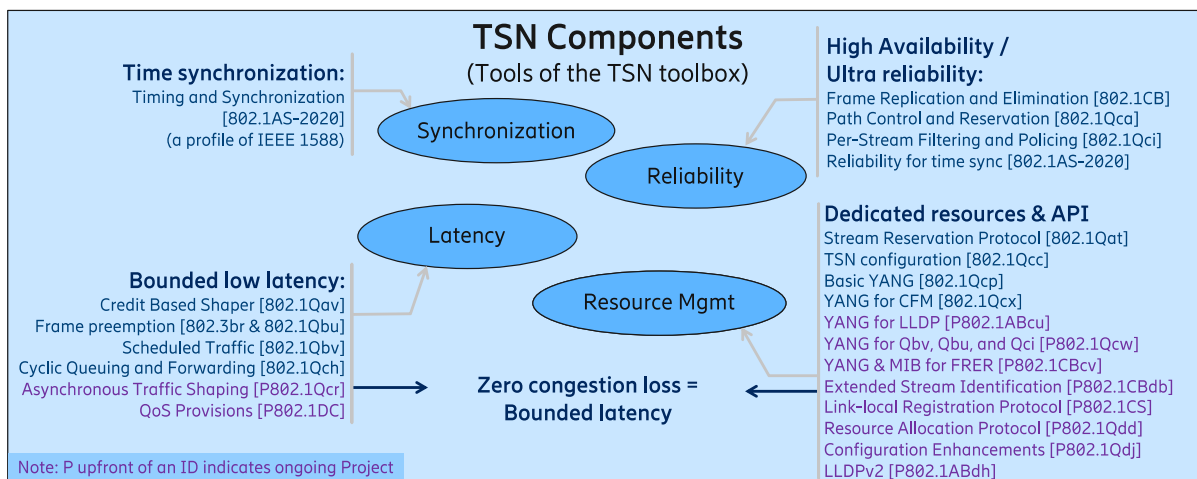 TSN Components
(Tools of the TSN toolbox)
Time synchronization:
Timing and Synchronization
[802.1AS-2020]
(a profile of IEEE 1588)
Synchronization
High Availability /
Ultra reliability:
Frame Replication and Elimination [802.1CB]
Path Control and Reservation [802.1Qca]
Per-Stream Filtering and Policing [802.1Qci]
Reliability for time sync [802.1AS-2020]
Reliability
Latency
Bounded low latency:
Credit Based Shaper [802.1Qav]
Frame preemption [802.3br & 802.1Qbu]
Scheduled Traffic [802.1Qbv]
Cyclic Queuing and Forwarding [802.1Qch]
Asynchronous Traffic Shaping [P802.1Qcr]
QoS Provisions [P802.1DC]
Resource Mgmt
Dedicated resources & API
Stream Reservation Protocol [802.1Qat]
TSN configuration [802.1Qcc]
Basic YANG [802.1Qcp]
YANG for CFM [802.1Qcx]
YANG for LLDP [P802.1ABcu]
YANG for Qbv, Qbu, and Qci [P802.1Qcw]
YANG & MIB for FRER [P802.1CBcv]
Extended Stream Identification [P802.1CBdb]
Link-local Registration Protocol [P802.1CS]
Resource Allocation Protocol [P802.1Qdd]
Configuration Enhancements [P802.1Qdj]
LLDPv2 [P802.1ABdh]
Zero congestion loss =
Bounded latency
Note: P upfront of an ID indicates ongoing Project